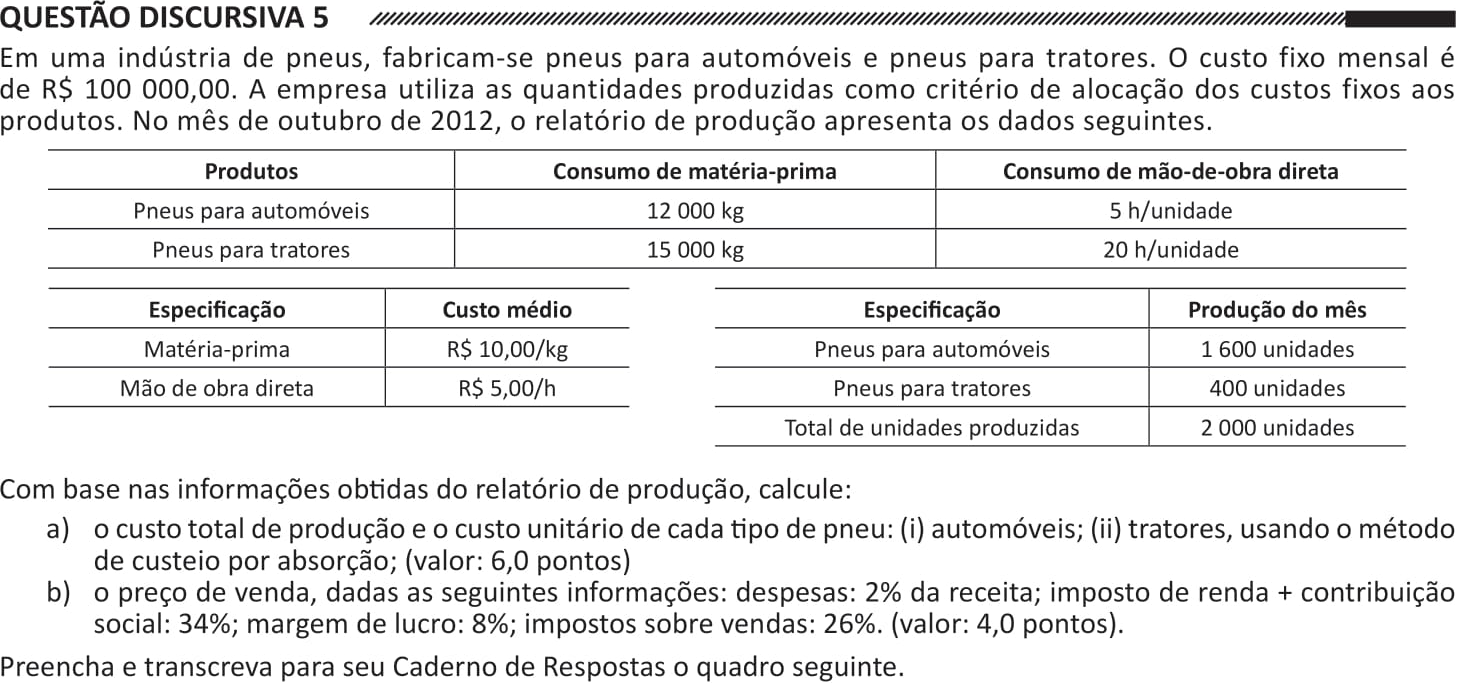 QUESTÃO DISCURSIVA 5
Em uma indústria de pneus, fabricam-se pneus para automóveis e pneus para tratores. O custo fixo mensal é
de R$ 100 000,00. A empresa utiliza as quantidades produzidas como critério de alocação dos custos fixos aos
produtos. No mês de outubro de 2012, o relatório de produção apresenta os dados seguintes.
Produtos Consumo de matéria-prima Consumo de mão-de-obra direta
Pneus para automóveis 12 000 kg 5 h/unidade
Pneus para tratores 15 000 kg 20 h/unidade
Especificação Custo médio
Matéria-prima R$ 10,00/kg
Mão de obra direta R$ 5,00/h
Especificação Produção do mês
Pneus para automóveis 1 600 unidades
Pneus para tratores 400 unidades
Total de unidades produzidas 2 000 unidades
Com base nas informações obtidas do relatório de produção, calcule:
a) o custo total de produção e o custo unitário de cada tipo de pneu: (i) automóveis; (ii) tratores, usando o método
de custeio por absorção; (valor: 6,0 pontos)
b) o preço de venda, dadas as seguintes informações: despesas: 2% da receita; imposto de renda + contribuição
social: 34%; margem de lucro: 8%; impostos sobre vendas: 26%. (valor: 4,0 pontos).
Preencha e transcreva para seu Caderno de Respostas o quadro seguinte.